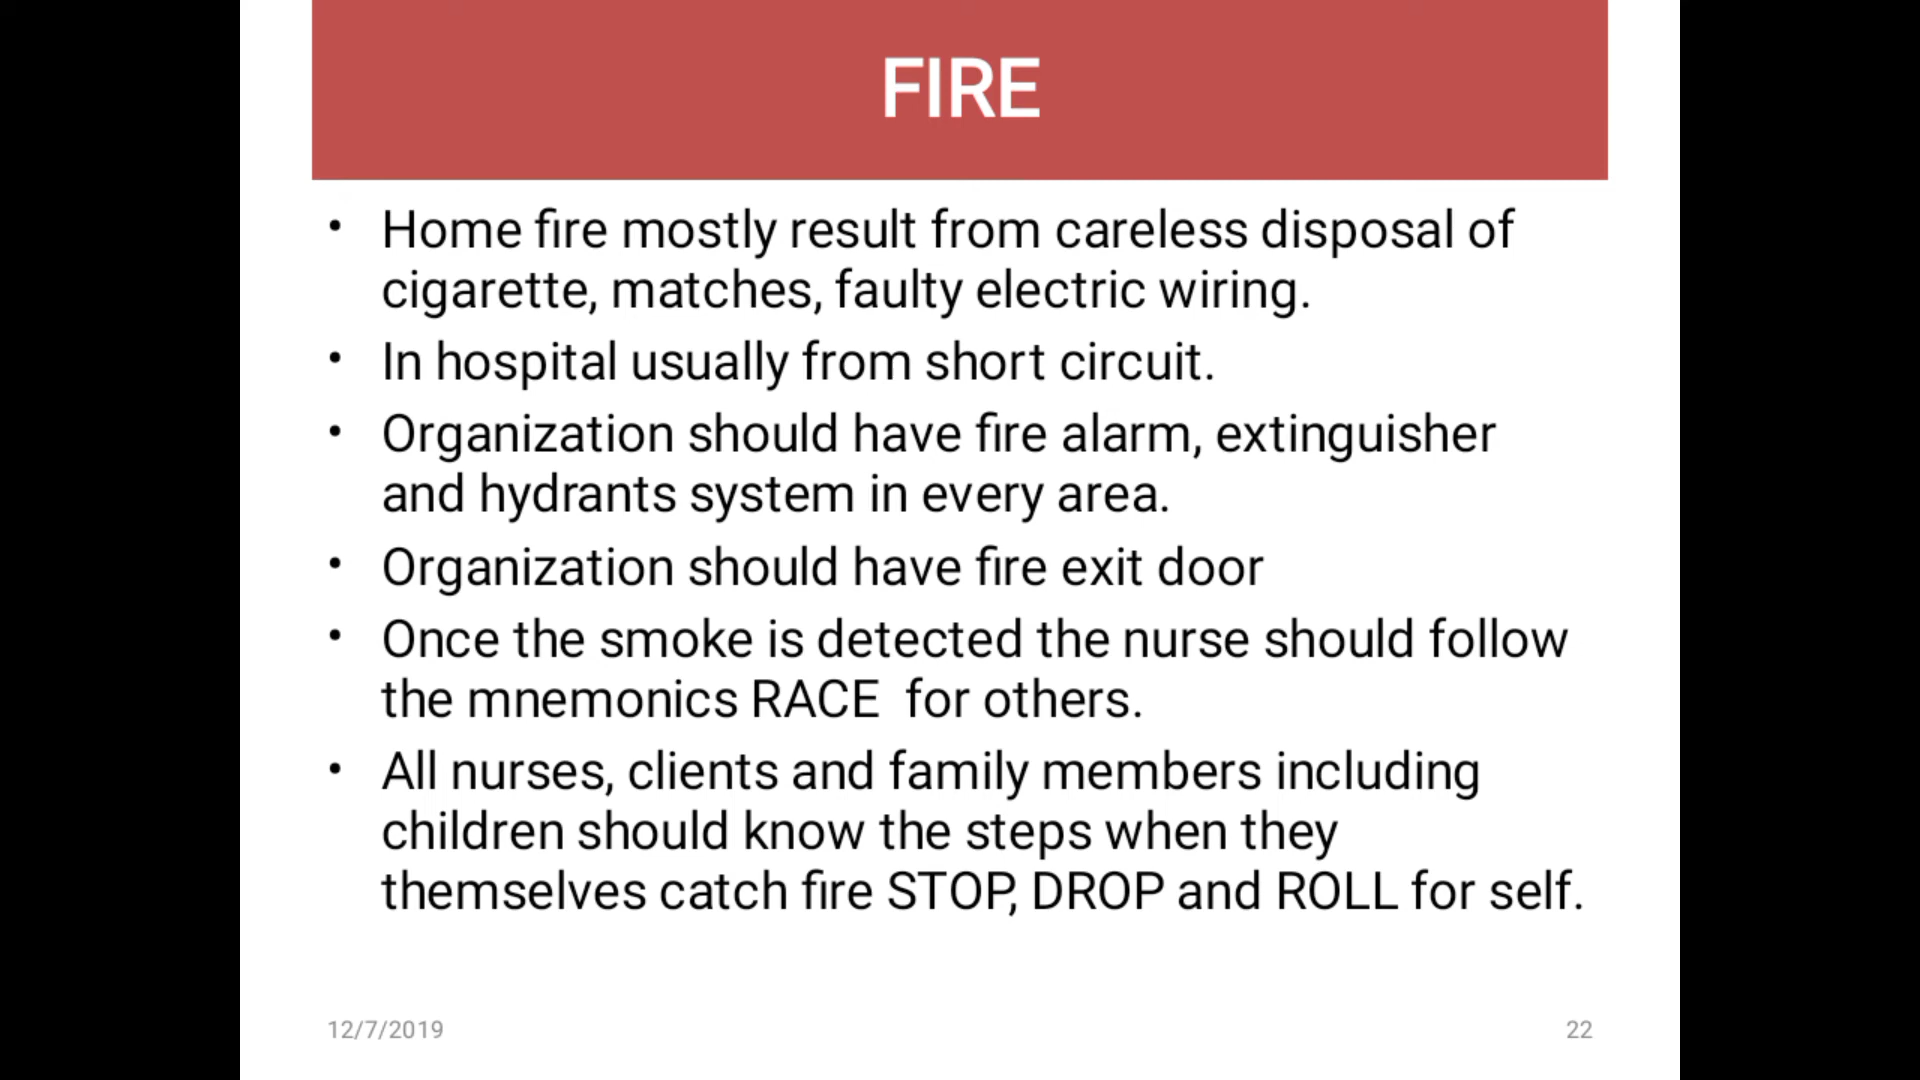 FIRE
• Home fire mostly result from careless disposal of
cigarette, matches, faulty electric wiring.
• In hospital usually from short circuit.
• Organization should have fire alarm, extinguisher
and hydrants system in every area.
• Organization should have fire exit door
• Once the smoke is detected the nurse should follow
the mnemonics RACE  for others.
• All nurses, clients and family members including
children should know the steps when they
themselves catch fire STOP, DROP and ROLL for self.
12/7/2019
22